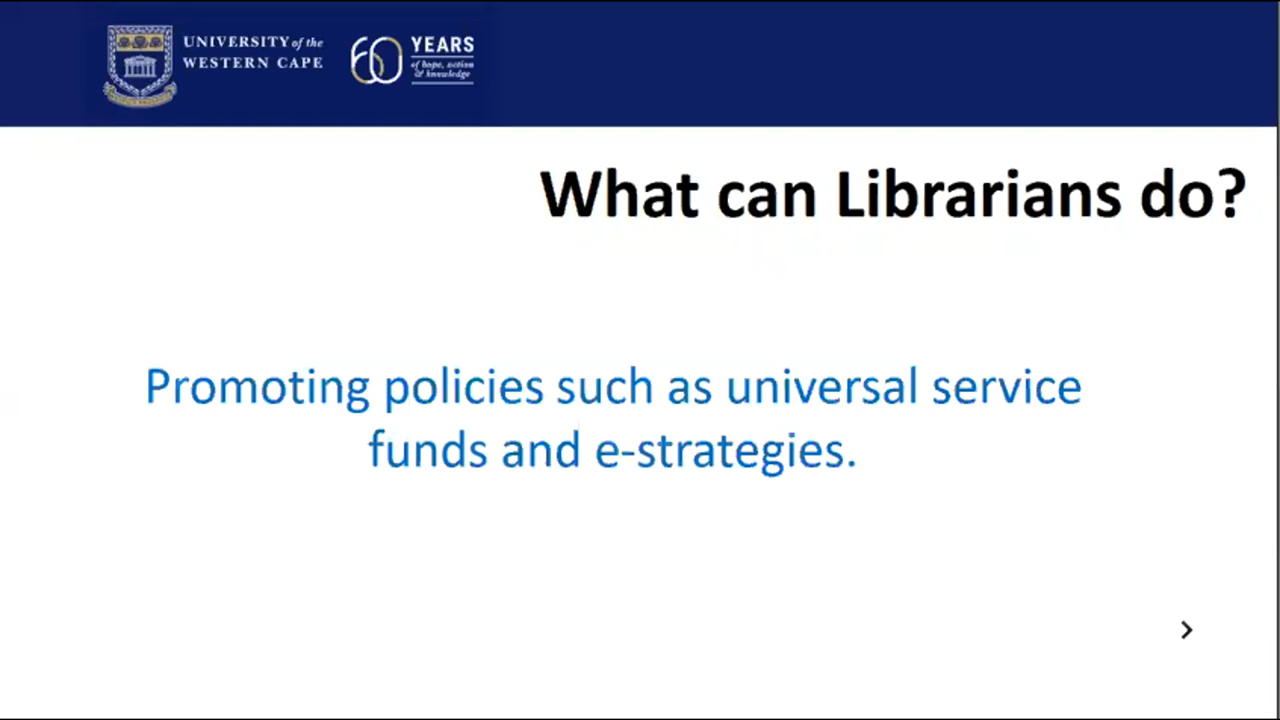 UNIVERSITY of the
WESTERN CAPE
60 YEARS
of hope, action
& knowledge
What can Librarians do?
Promoting policies such as universal service
funds and e-strategies.